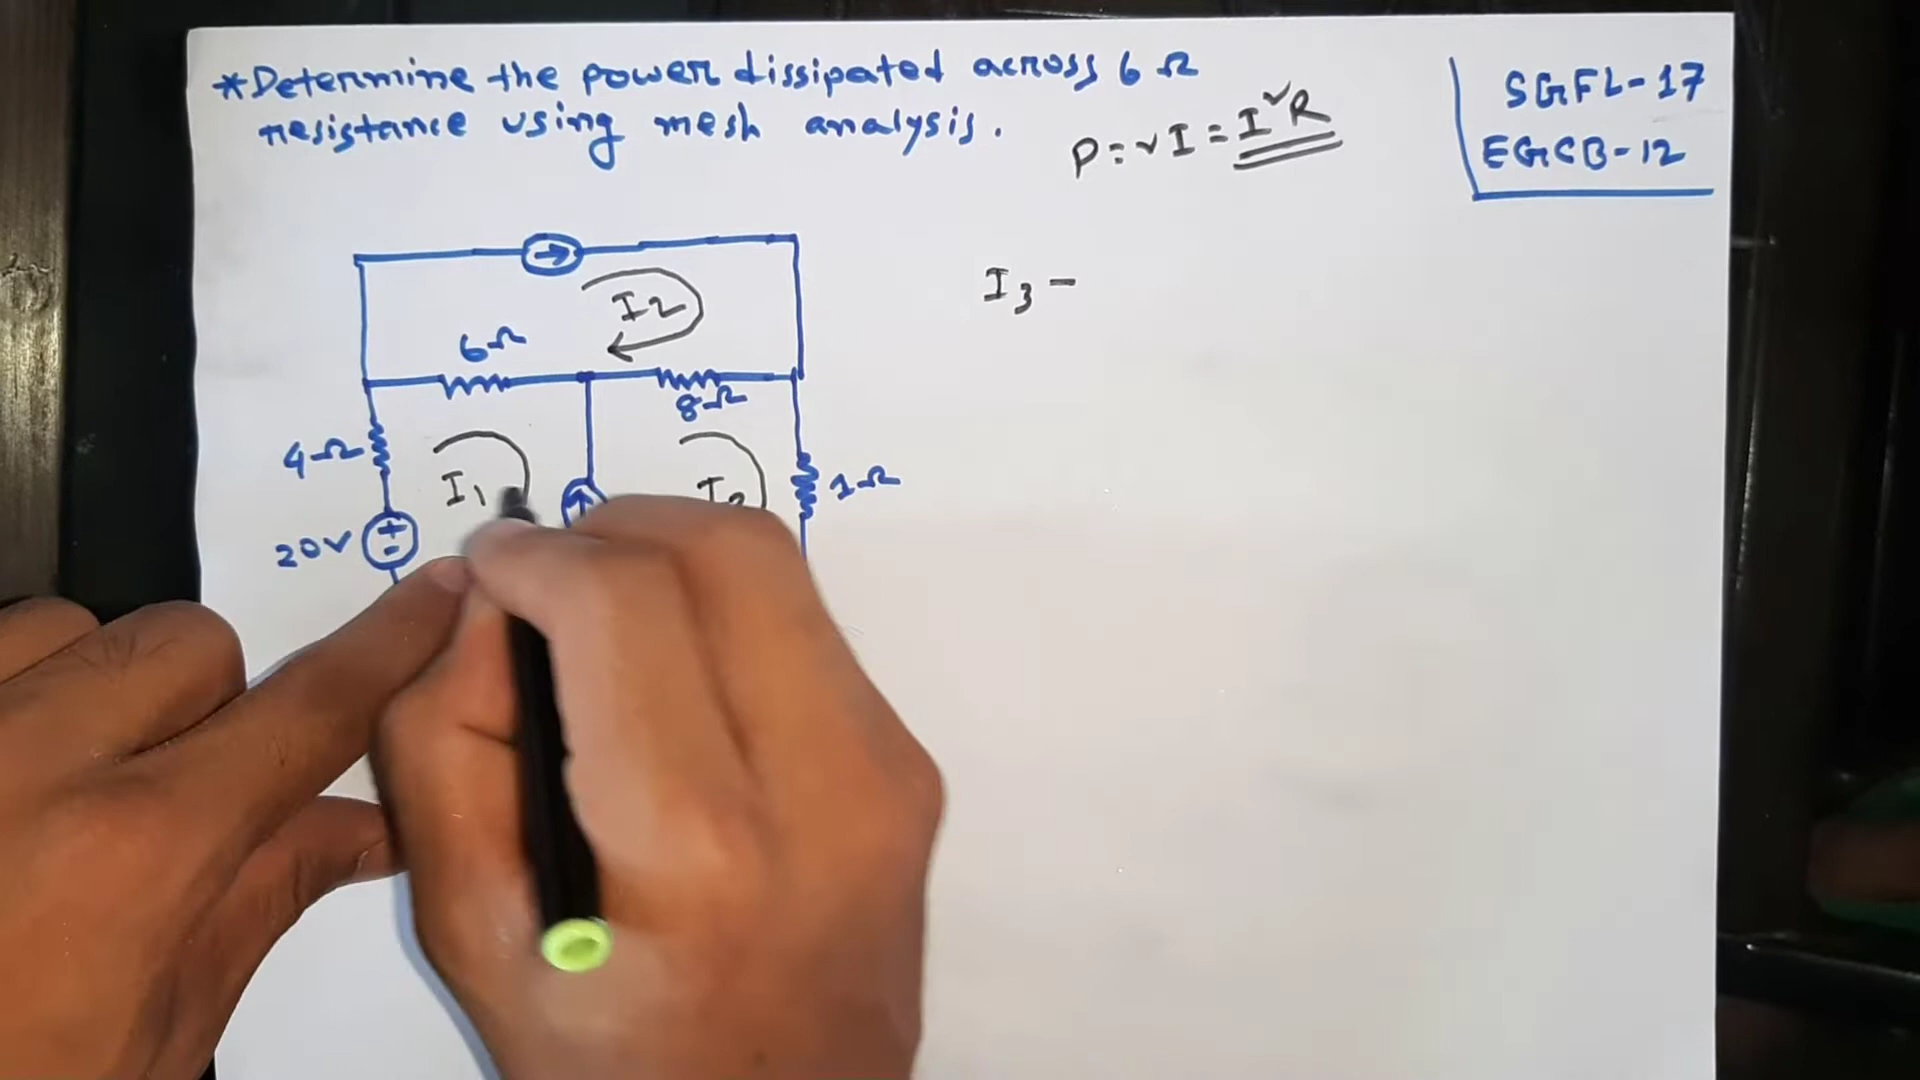 *Determine the power dissipated across 6 Ω
resistance using mesh analysis.
P = VI = I²R
SGFL-17
EGCB-12
I₃ -
I2
6Ω
8Ω
4Ω
I₁
1Ω
20V
+
-